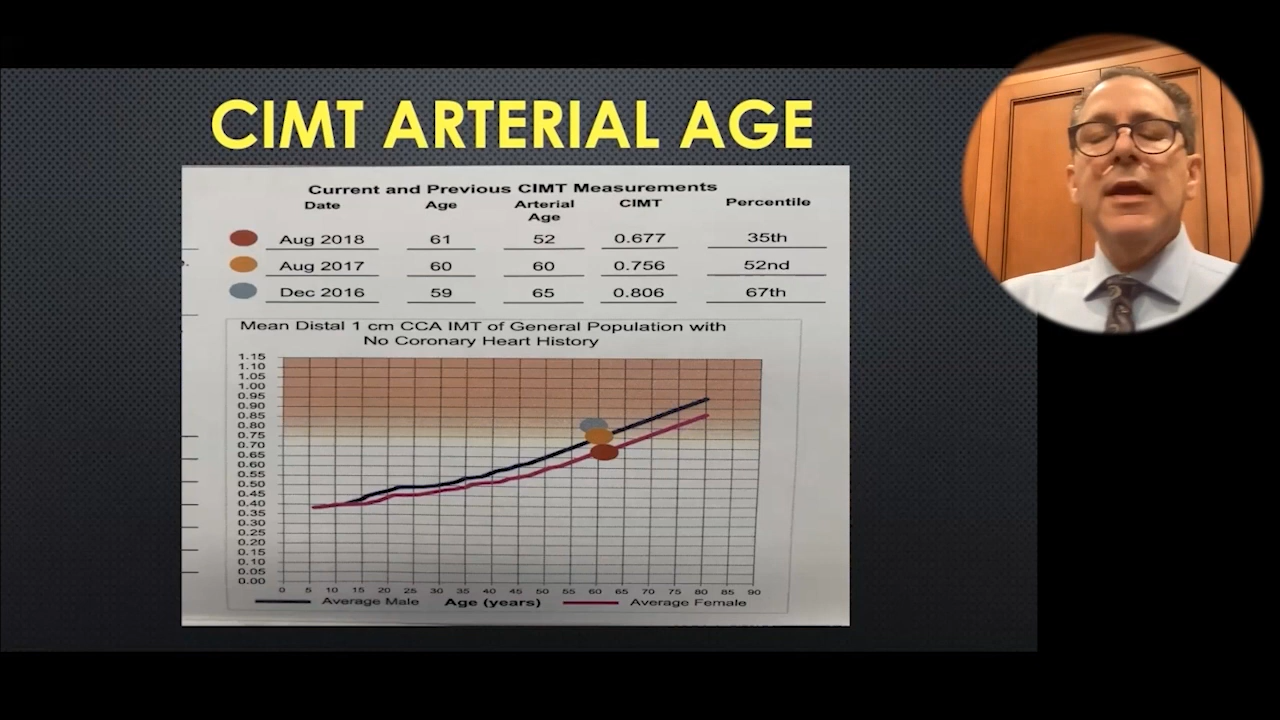 CIMT ARTERIAL AGE
Current and Previous CIMT Measurements
Date Age Arterial Age CIMT Percentile
Aug 2018 61 52 0.677 35th
Aug 2017 60 60 0.756 52nd
Dec 2016 59 65 0.806 67th
Mean Distal 1 cm CCA IMT of General Population with
No Coronary Heart History
1.15
1.10
1.05
1.00
0.95
0.90
0.85
0.80
0.75
0.70
0.65
0.60
0.55
0.50
0.45
0.40
0.35
0.30
0.25
0.20
0.15
0.10
0.05
0.00
0 5 10 15 20 25 30 35 40 45 50 55 60 65 70 75 80 85 90
Average Male Age (years) Average Female